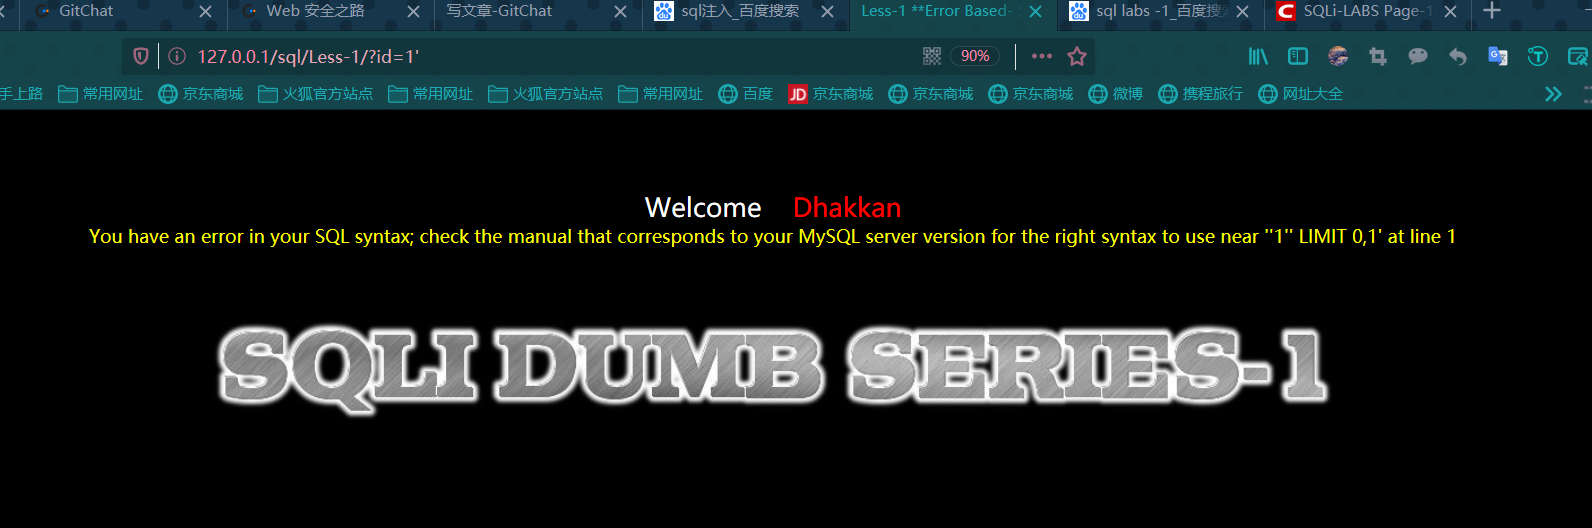 GitChat
Web 安全之路
写文章-GitChat
sql注入_百度搜索
Less-1 **Error Based-
sql labs -1_百度搜索
SQLi-LABS Page-1
127.0.0.1/sql/Less-1/?id=1'
90%
手上路
常用网址
京东商城
火狐官方站点
常用网址
火狐官方站点
常用网址
百度
JD 京东商城
京东商城
京东商城
微博
携程旅行
网址大全
Welcome Dhakkan
You have an error in your SQL syntax; check the manual that corresponds to your MySQL server version for the right syntax to use near ''1'' LIMIT 0,1' at line 1
SQLI DUMB SERIES-1